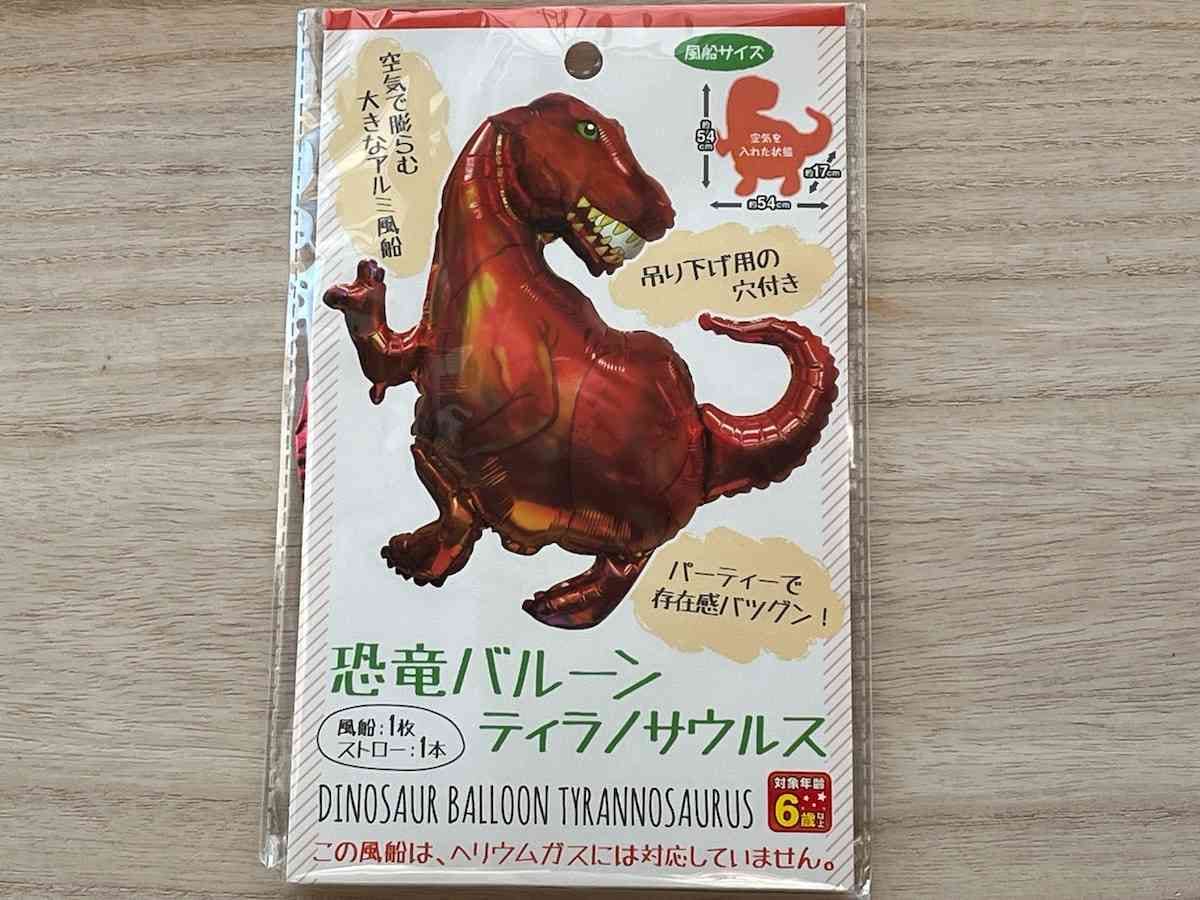 空気で膨らむ
大きなアルミ風船
風船サイズ
約54cm
空気を
入れた状態
約17cm
約54cm
吊り下げ用の
穴付き
パーティーで
存在感バツグン!
恐竜バルーン
ティラノサウルス
風船:1枚
ストロー:1本
DINOSAUR BALLOON TYRANNOSAURUS
対象年齢
6歳以上
この風船は、ヘリウムガスには対応していません。